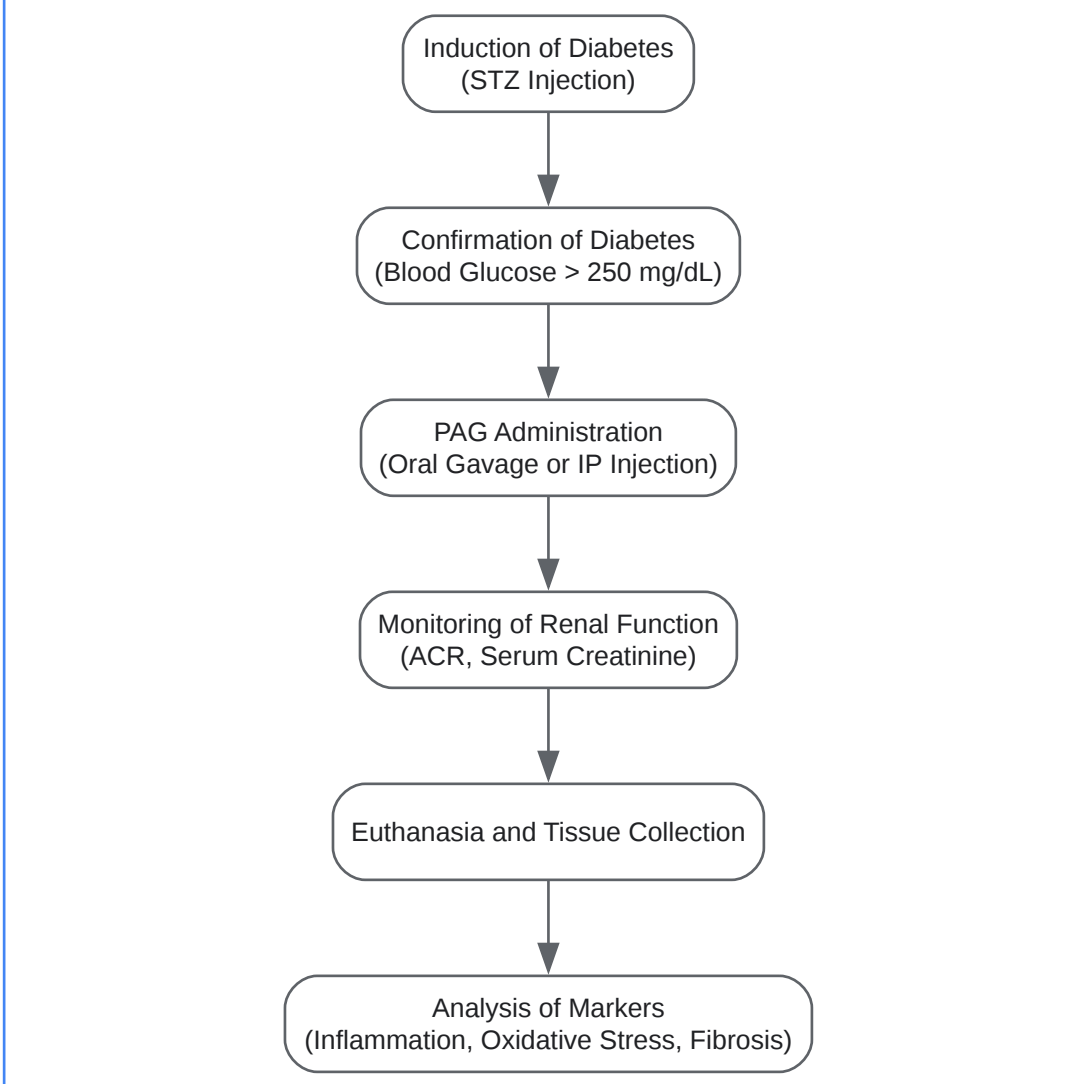 Induction of Diabetes
(STZ Injection)
Confirmation of Diabetes
(Blood Glucose > 250 mg/dL)
PAG Administration
(Oral Gavage or IP Injection)
Monitoring of Renal Function
(ACR, Serum Creatinine)
Euthanasia and Tissue Collection
Analysis of Markers
(Inflammation, Oxidative Stress, Fibrosis)